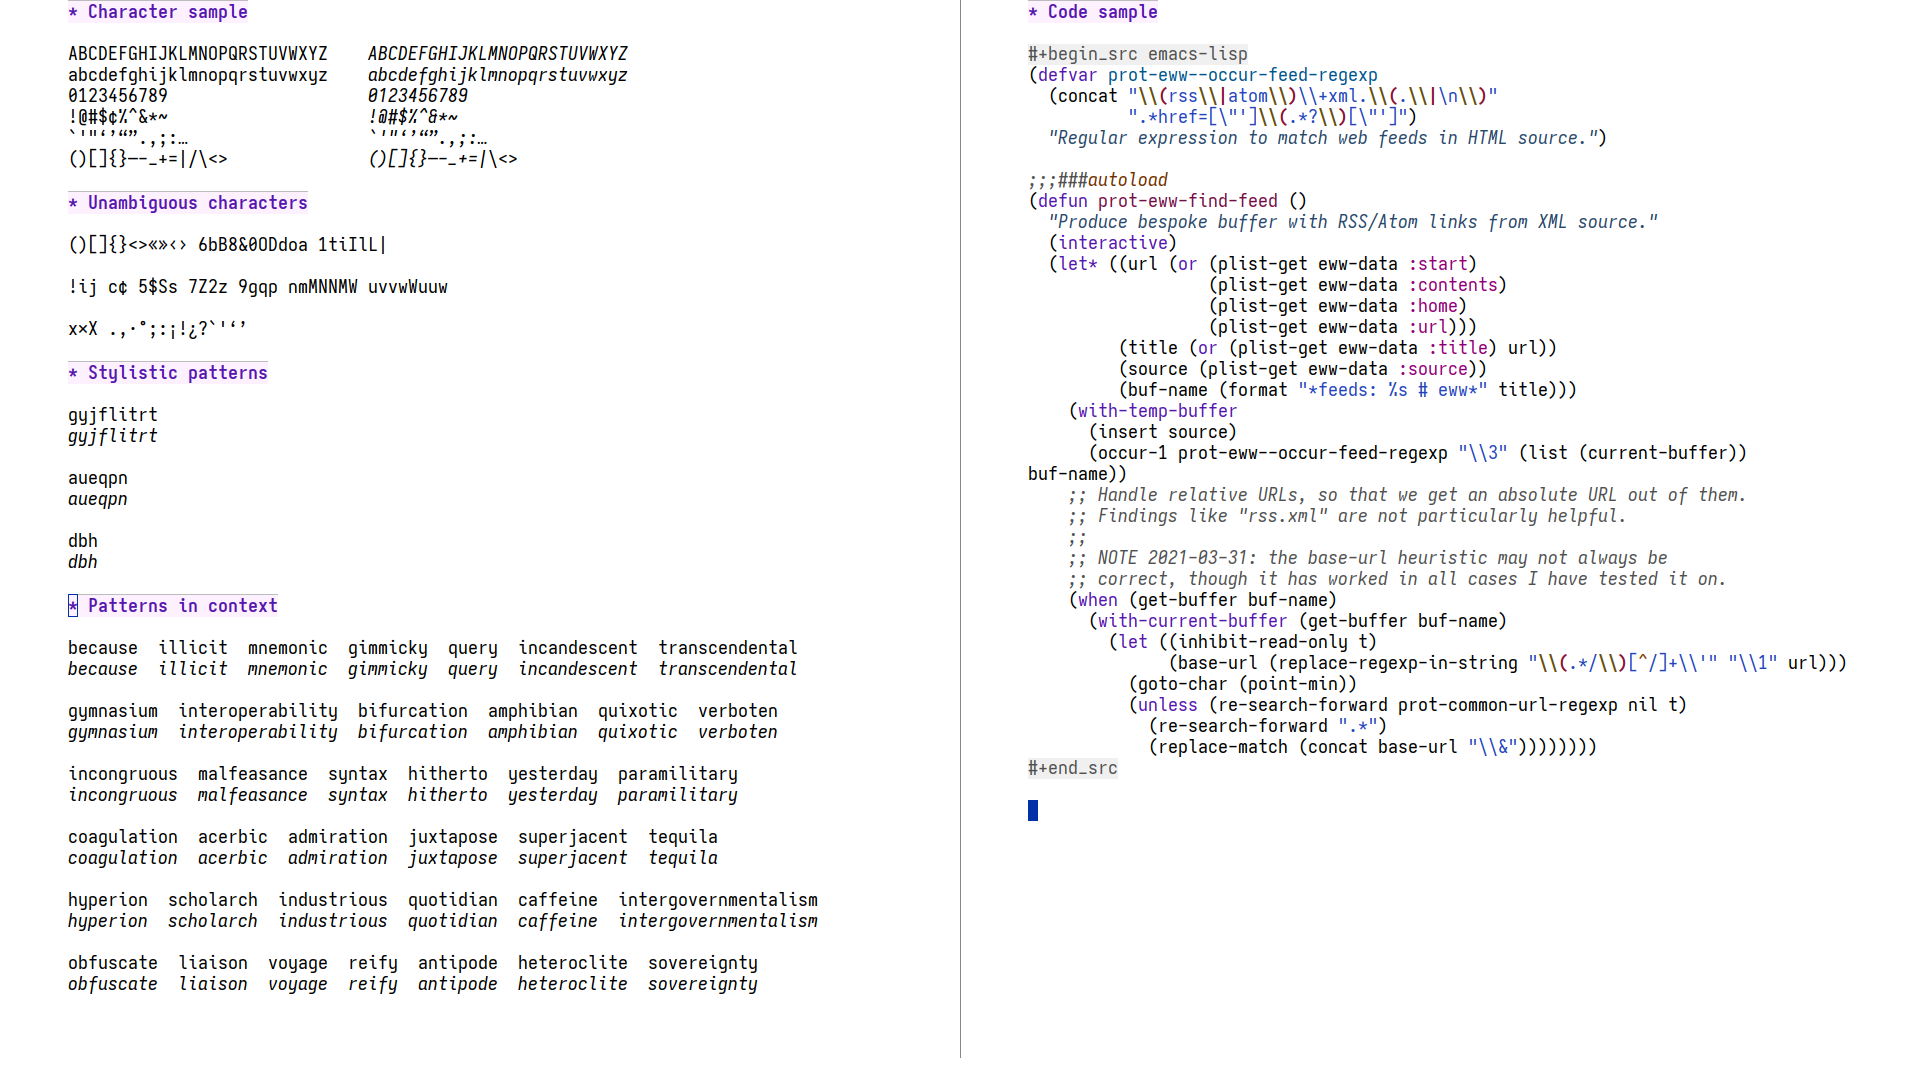 * Character sample
ABCDEFGHIJKLMNOPQRSTUVWXYZ    ABCDEFGHIJKLMNOPQRSTUVWXYZ
abcdefghijklmnopqrstuvwxyz    abcdefghijklmnopqrstuvwxyz
0123456789                    0123456789
!@#$¢%^&*~                    !@#$%^&*~
`'"‘’“”.,;:…                  `'"‘’“”.,;:…
()[]{}—-_+=|/\<>              ()[]{}—-_+=|\<>
* Unambiguous characters
()[]{}<>«»‹› 6bB8&0ODdoa 1tiIlL|
!ij c¢ 5$Ss 7Z2z 9gqp nmMNNMW uvvwWuuw
x×X .,·°;:¡!¿?`'‘’
* Stylistic patterns
gyjflitrt
gyjflitrt
aueqpn
aueqpn
dbh
dbh
* Patterns in context
because  illicit  mnemonic  gimmicky  query  incandescent  transcendental
because  illicit  mnemonic  gimmicky  query  incandescent  transcendental
gymnasium  interoperability  bifurcation  amphibian  quixotic  verboten
gymnasium  interoperability  bifurcation  amphibian  quixotic  verboten
incongruous  malfeasance  syntax  hitherto  yesterday  paramilitary
incongruous  malfeasance  syntax  hitherto  yesterday  paramilitary
coagulation  acerbic  admiration  juxtapose  superjacent  tequila
coagulation  acerbic  admiration  juxtapose  superjacent  tequila
hyperion  scholarch  industrious  quotidian  caffeine  intergovernmentalism
hyperion  scholarch  industrious  quotidian  caffeine  intergovernmentalism
obfuscate  liaison  voyage  reify  antipode  heteroclite  sovereignty
obfuscate  liaison  voyage  reify  antipode  heteroclite  sovereignty
* Code sample
#+begin_src emacs-lisp
(defvar prot-eww--occur-feed-regexp
  (concat "\\(rss\\|atom\\)\\+xml.\\(.\\|\n\\)"
          ".*href=[\"']\\(.*?\\)[\"']")
  "Regular expression to match web feeds in HTML source.")
;;;###autoload
(defun prot-eww-find-feed ()
  "Produce bespoke buffer with RSS/Atom links from XML source."
  (interactive)
  (let* ((url (or (plist-get eww-data :start)
                  (plist-get eww-data :contents)
                  (plist-get eww-data :home)
                  (plist-get eww-data :url)))
         (title (or (plist-get eww-data :title) url))
         (source (plist-get eww-data :source))
         (buf-name (format "*feeds: %s # eww*" title)))
    (with-temp-buffer
      (insert source)
      (occur-1 prot-eww--occur-feed-regexp "\\3" (list (current-buffer))
buf-name))
    ;; Handle relative URLs, so that we get an absolute URL out of them.
    ;; Findings like "rss.xml" are not particularly helpful.
    ;;
    ;; NOTE 2021-03-31: the base-url heuristic may not always be
    ;; correct, though it has worked in all cases I have tested it on.
    (when (get-buffer buf-name)
      (with-current-buffer (get-buffer buf-name)
        (let ((inhibit-read-only t)
              (base-url (replace-regexp-in-string "\\(.*/\\)[^/]+\\'" "\\1" url)))
          (goto-char (point-min))
          (unless (re-search-forward prot-common-url-regexp nil t)
            (re-search-forward ".*")
            (replace-match (concat base-url "\\&"))))))))
#+end_src